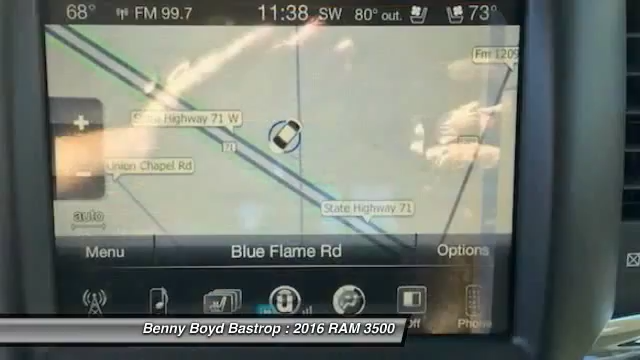 68° FM 99.7 11:38 SW 80° out. 73°
Fm 1209
State Highway 71 W
71
Union Chapel Rd
auto
State Highway 71
Menu Blue Flame Rd Options
Off Phone
Benny Boyd Bastrop : 2016 RAM 3500